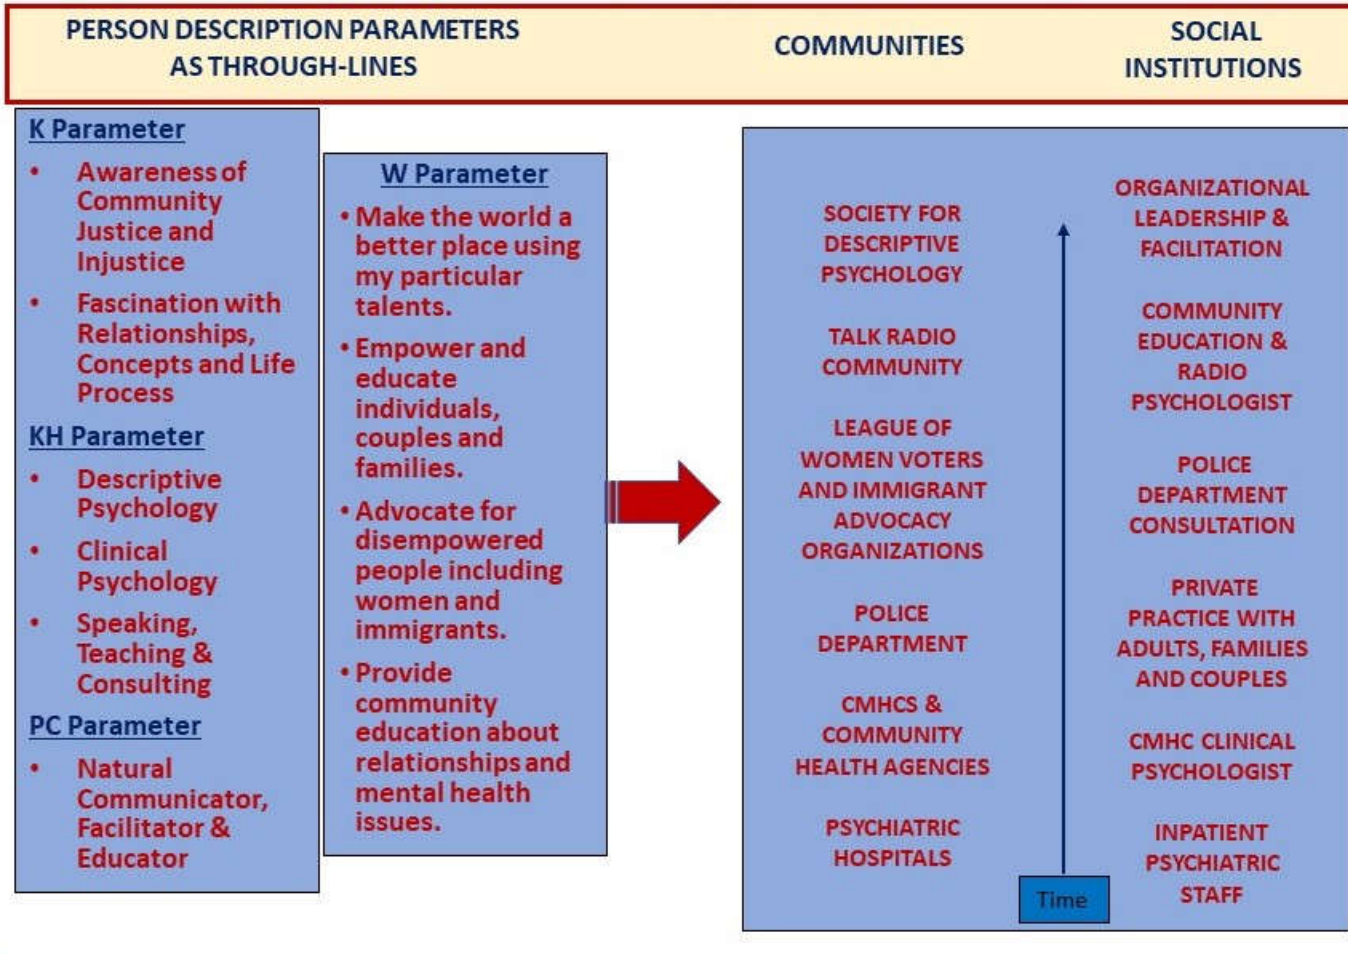 PERSON DESCRIPTION PARAMETERS
AS THROUGH-LINES
COMMUNITIES
SOCIAL
INSTITUTIONS
K Parameter
• Awareness of
Community
Justice and
Injustice
• Fascination with
Relationships,
Concepts and Life
Process
KH Parameter
• Descriptive
Psychology
• Clinical
Psychology
• Speaking,
Teaching &
Consulting
PC Parameter
• Natural
Communicator,
Facilitator &
Educator
W Parameter
• Make the world a
better place using
my particular
talents.
• Empower and
educate
individuals,
couples and
families.
• Advocate for
disempowered
people including
women and
immigrants.
• Provide
community
education about
relationships and
mental health
issues.
SOCIETY FOR
DESCRIPTIVE
PSYCHOLOGY
TALK RADIO
COMMUNITY
LEAGUE OF
WOMEN VOTERS
AND IMMIGRANT
ADVOCACY
ORGANIZATIONS
POLICE
DEPARTMENT
CMHCS &
COMMUNITY
HEALTH AGENCIES
PSYCHIATRIC
HOSPITALS
Time
ORGANIZATIONAL
LEADERSHIP &
FACILITATION
COMMUNITY
EDUCATION &
RADIO
PSYCHOLOGIST
POLICE
DEPARTMENT
CONSULTATION
PRIVATE
PRACTICE WITH
ADULTS, FAMILIES
AND COUPLES
CMHC CLINICAL
PSYCHOLOGIST
INPATIENT
PSYCHIATRIC
STAFF